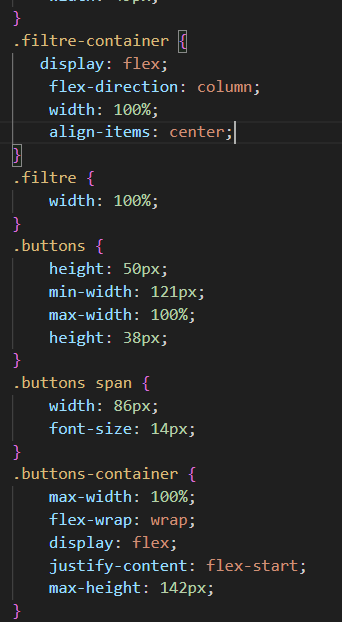 }
.filtre-container {
display: flex;
flex-direction: column;
width: 100%;
align-items: center;
}
.filtre {
width: 100%;
}
.buttons {
height: 50px;
min-width: 121px;
max-width: 100%;
height: 38px;
}
.buttons span {
width: 86px;
font-size: 14px;
}
.buttons-container {
max-width: 100%;
flex-wrap: wrap;
display: flex;
justify-content: flex-start;
max-height: 142px;
}